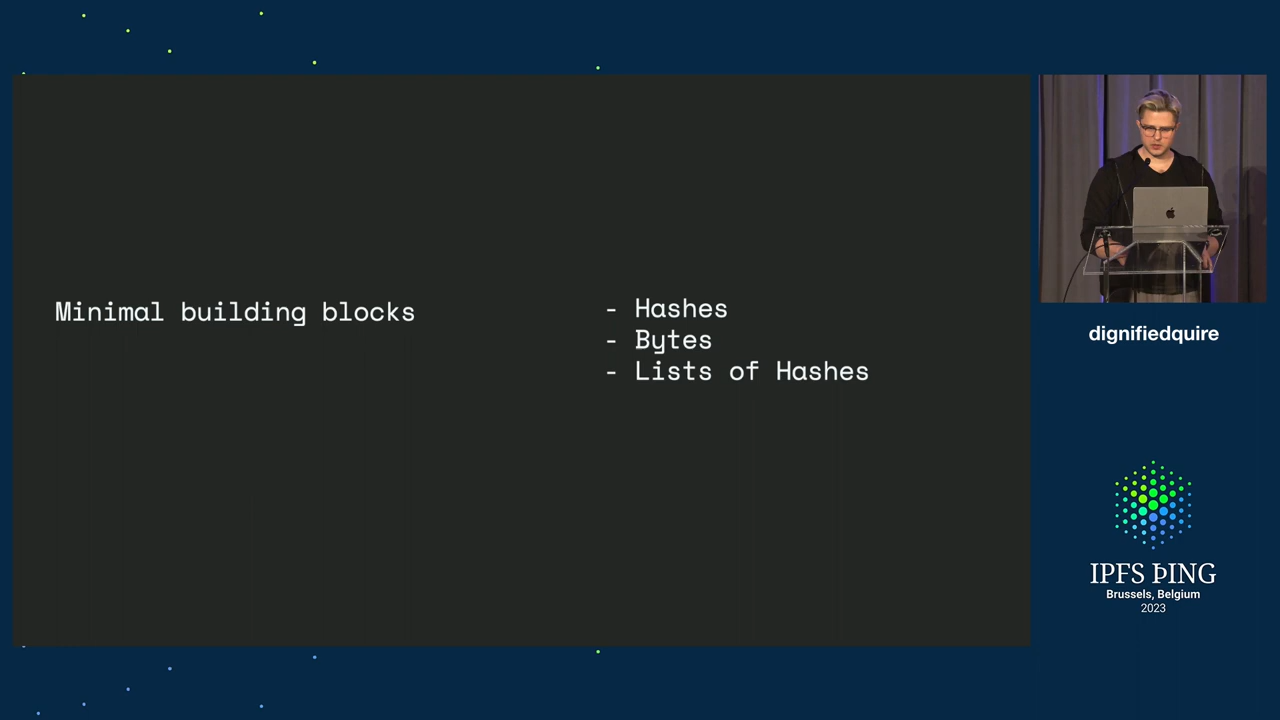 Minimal building blocks
- Hashes
- Bytes
- Lists of Hashes
dignifiedquire
IPFS ÞING
Brussels, Belgium
2023